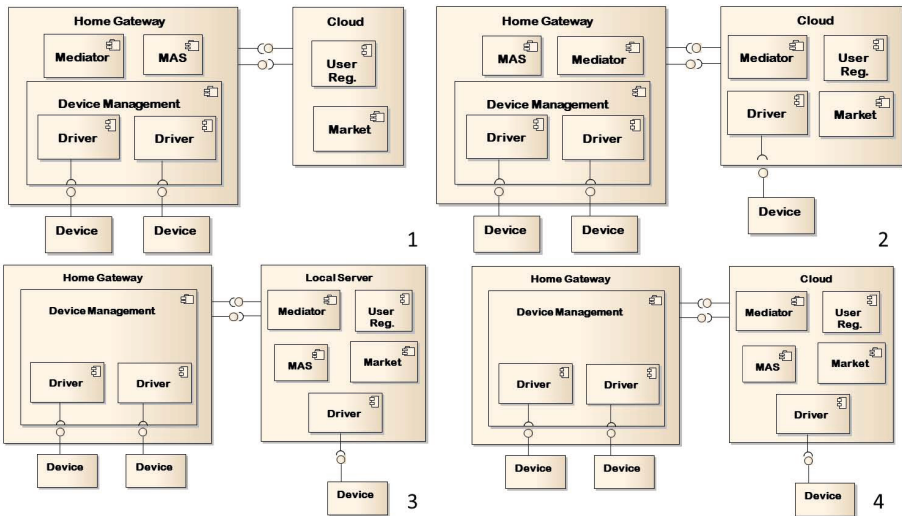 Home Gateway
Mediator
MAS
Device Management
Driver
Driver
Device
Device
Cloud
User
Reg.
Market
1
Home Gateway
MAS
Mediator
Device Management
Driver
Driver
Device
Device
Cloud
Mediator
User
Reg.
Driver
Market
Device
2
Home Gateway
Device Management
Driver
Driver
Device
Device
Local Server
Mediator
User
Reg.
MAS
Market
Driver
Device
3
Home Gateway
Device Management
Driver
Driver
Device
Device
Cloud
Mediator
User
Reg.
MAS
Market
Driver
Device
4